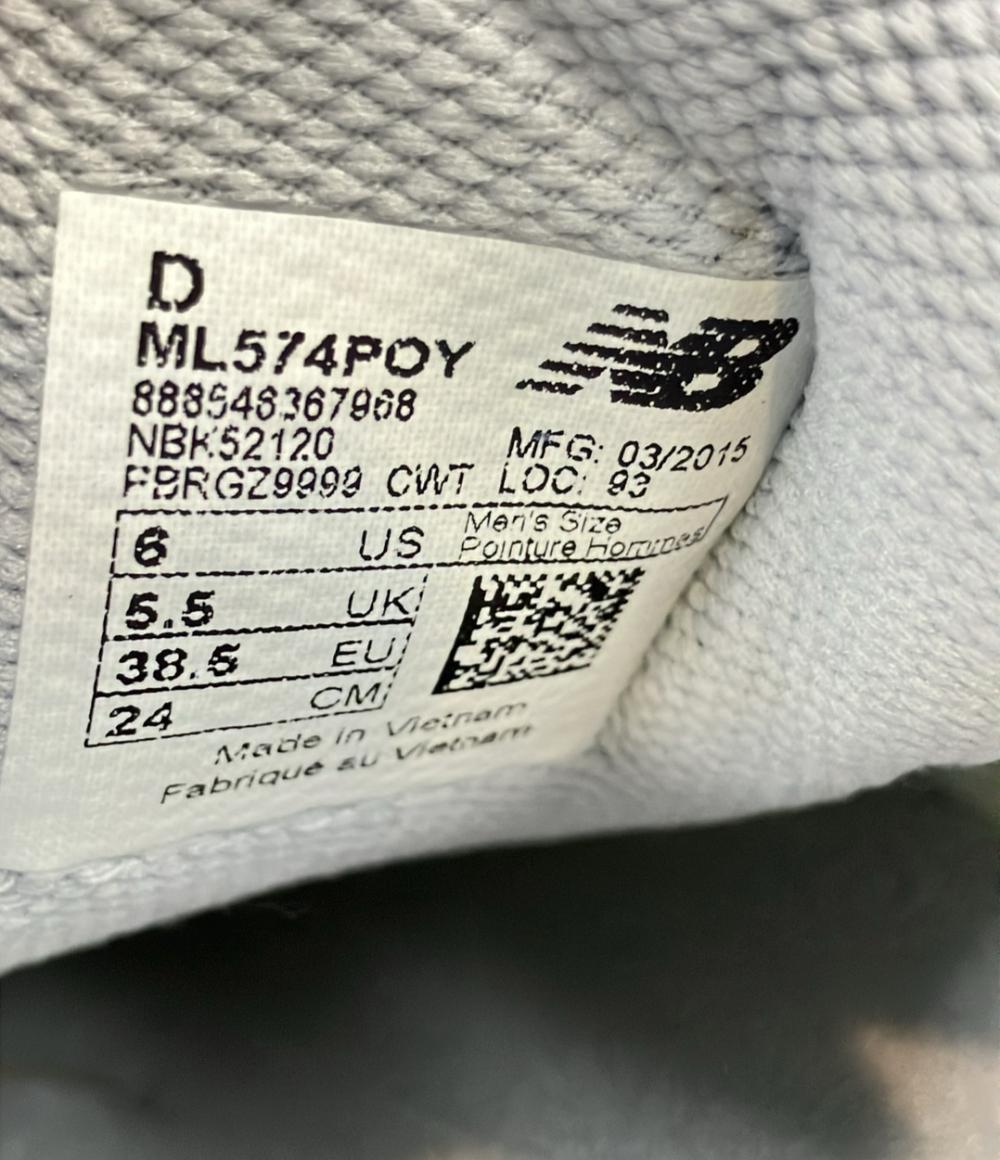 D
ML574POY
NB
888546367968
NBK52120 MFG: 03/2015
FBRGZ9999 CWT LOC: 93
6 US Men's Size
Pointure Hommes
5.5 UK
38.5 EU
24 CM
Made in Vietnam
Fabriqué au Vietnam